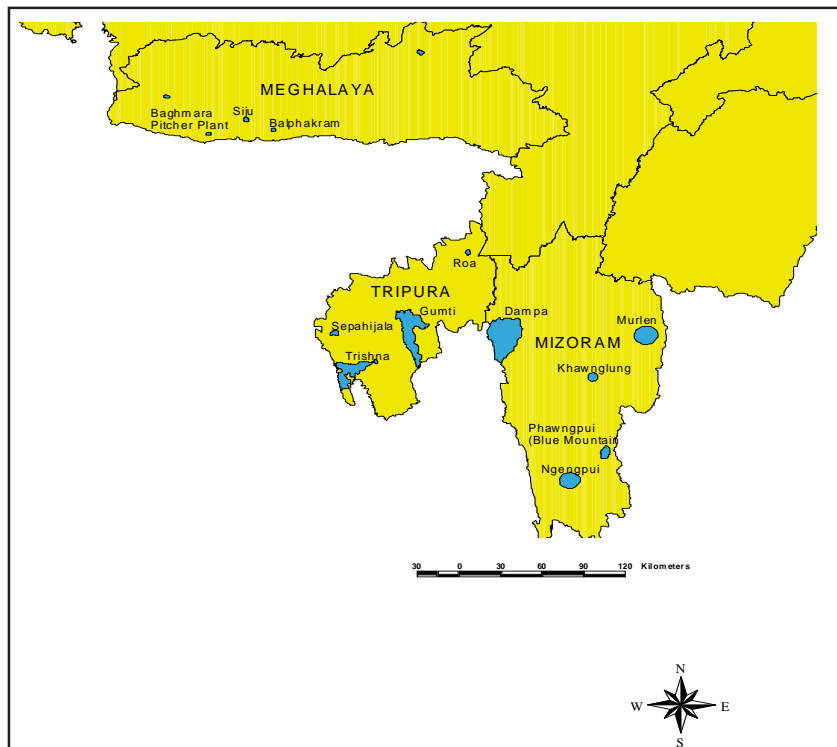 MEGHALAYA
Baghmara
Pitcher Plant
Siju
Balphakram
Roa
TRIPURA
Gumti
Sepahijala
Trishna
Dampa
Murlen
MIZORAM
Khawnglung
Phawngpui
(Blue Mountain
Ngengpui
30 0 30 60 90 120 Kilometers
N
W E
S